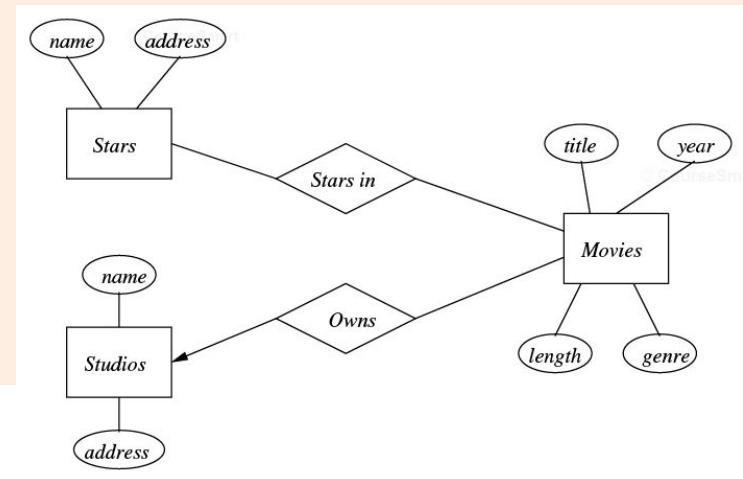 name
address
Stars
Stars in
title
year
Movies
name
Owns
Studios
length
genre
address